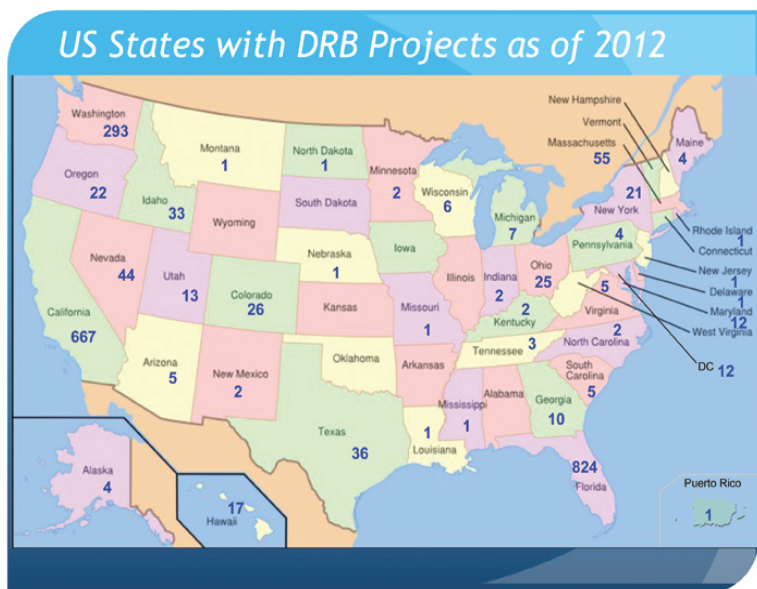 US States with DRB Projects as of 2012
New Hampshire
Vermont
Massachusetts
55
Maine
4
Washington
293
Montana
1
North Dakota
1
Minnesota
2
Oregon
22
Idaho
33
South Dakota
Wisconsin
6
Michigan
7
21
New York
Wyoming
Rhode Island
1
Connecticut
4
Pennsylvania
New Jersey
1
Delaware
1
Maryland
12
West Virginia
Nevada
44
Utah
13
Colorado
26
Nebraska
1
Iowa
Illinois
Indiana
2
Ohio
25
5
Virginia
California
667
Kansas
Missouri
1
2
Kentucky
2
North Carolina
DC 12
Arizona
5
New Mexico
2
Oklahoma
Arkansas
Tennessee
3
South
Carolina
5
Texas
36
1
Louisiana
Mississippi
1
Alabama
Georgia
10
824
Florida
Alaska
4
17
Hawaii
Puerto Rico
1